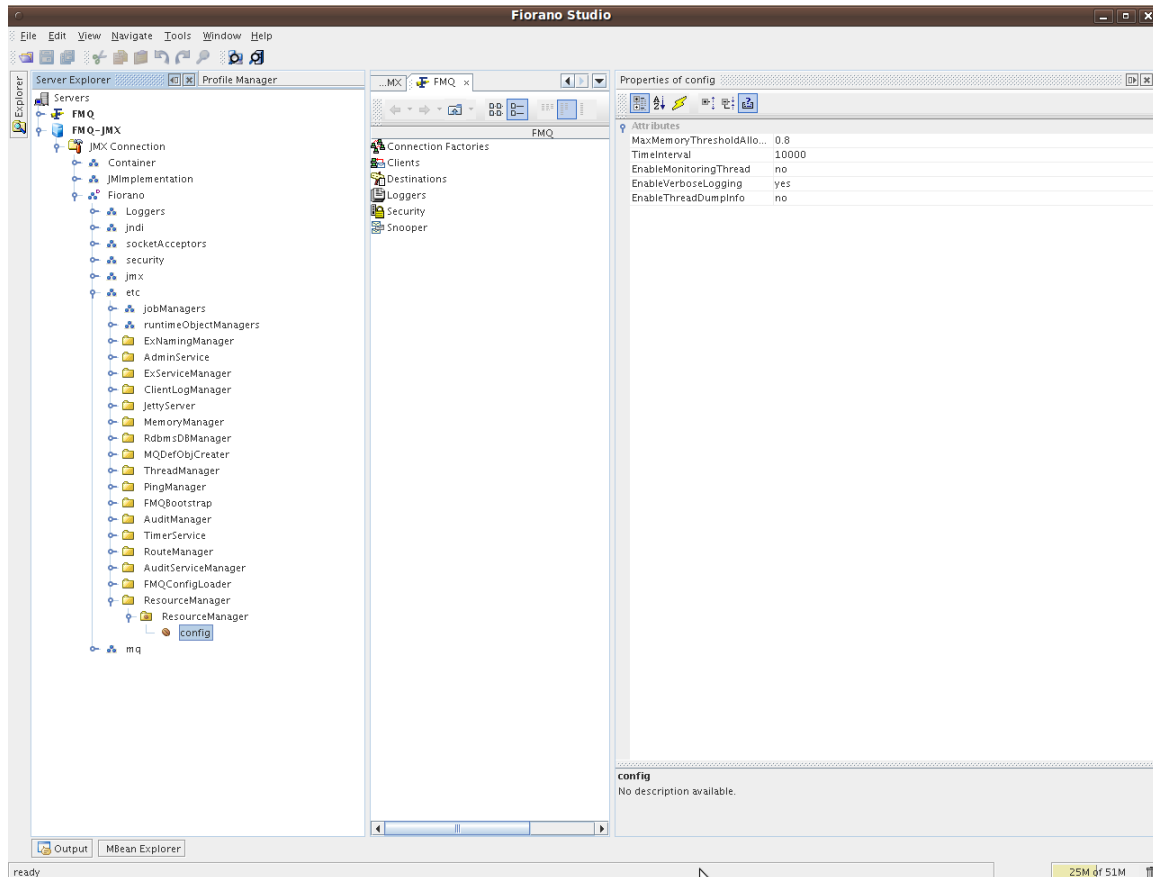 Fiorano Studio
File Edit View Navigate Tools Window Help
Explorer
Server Explorer
Profile Manager
Servers
FMQ
FMQ-JMX
JMX Connection
Container
JMImplementation
Fiorano
Loggers
jndi
socketAcceptors
security
jmx
etc
jobManagers
runtimeObjectManagers
ExNamingManager
AdminService
ExServiceManager
ClientLogManager
JettyServer
MemoryManager
RdbmsDBManager
MQDefObjCreater
ThreadManager
PingManager
FMQBootstrap
AuditManager
TimerService
RouteManager
AuditServiceManager
FMQConfigLoader
ResourceManager
ResourceManager
config
mq
...MX FMQ
FMQ
Connection Factories
Clients
Destinations
Loggers
Security
Snooper
Properties of config
Attributes
MaxMemoryThresholdAllo... 0.8
TimeInterval 10000
EnableMonitoringThread no
EnableVerboseLogging yes
EnableThreadDumpInfo no
config
No description available.
Output MBean Explorer
ready
25M of 51M